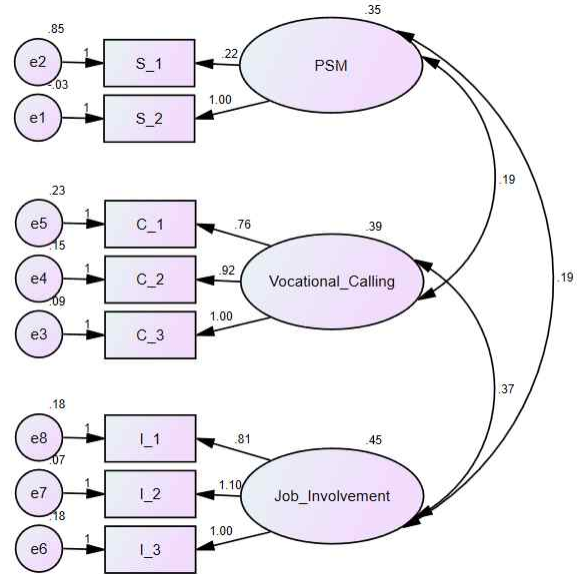 .35
.85
e2
1
S_1
.22
PSM
-.03
e1
1
S_2
1.00
.19
.23
e5
1
C_1
.76
.39
.15
e4
1
C_2
.92
Vocational_Calling
.19
.09
e3
1
C_3
1.00
.37
.18
e8
1
I_1
.81
.45
.07
e7
1
I_2
1.10
Job_Involvement
.18
e6
1
I_3
1.00